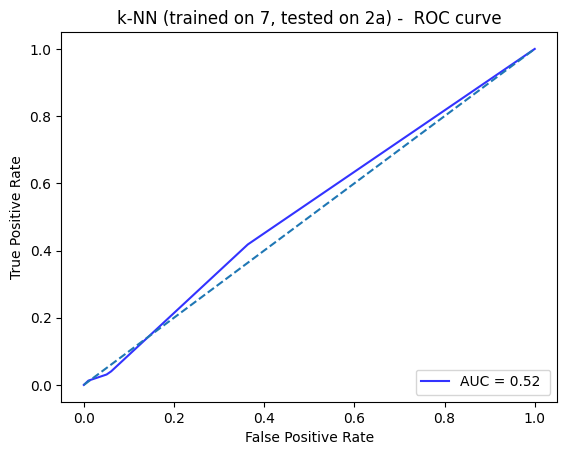 k-NN (trained on 7, tested on 2a) -  ROC curve
True Positive Rate
1.0
0.8
0.6
0.4
0.2
0.0
AUC = 0.52
0.0 0.2 0.4 0.6 0.8 1.0
False Positive Rate